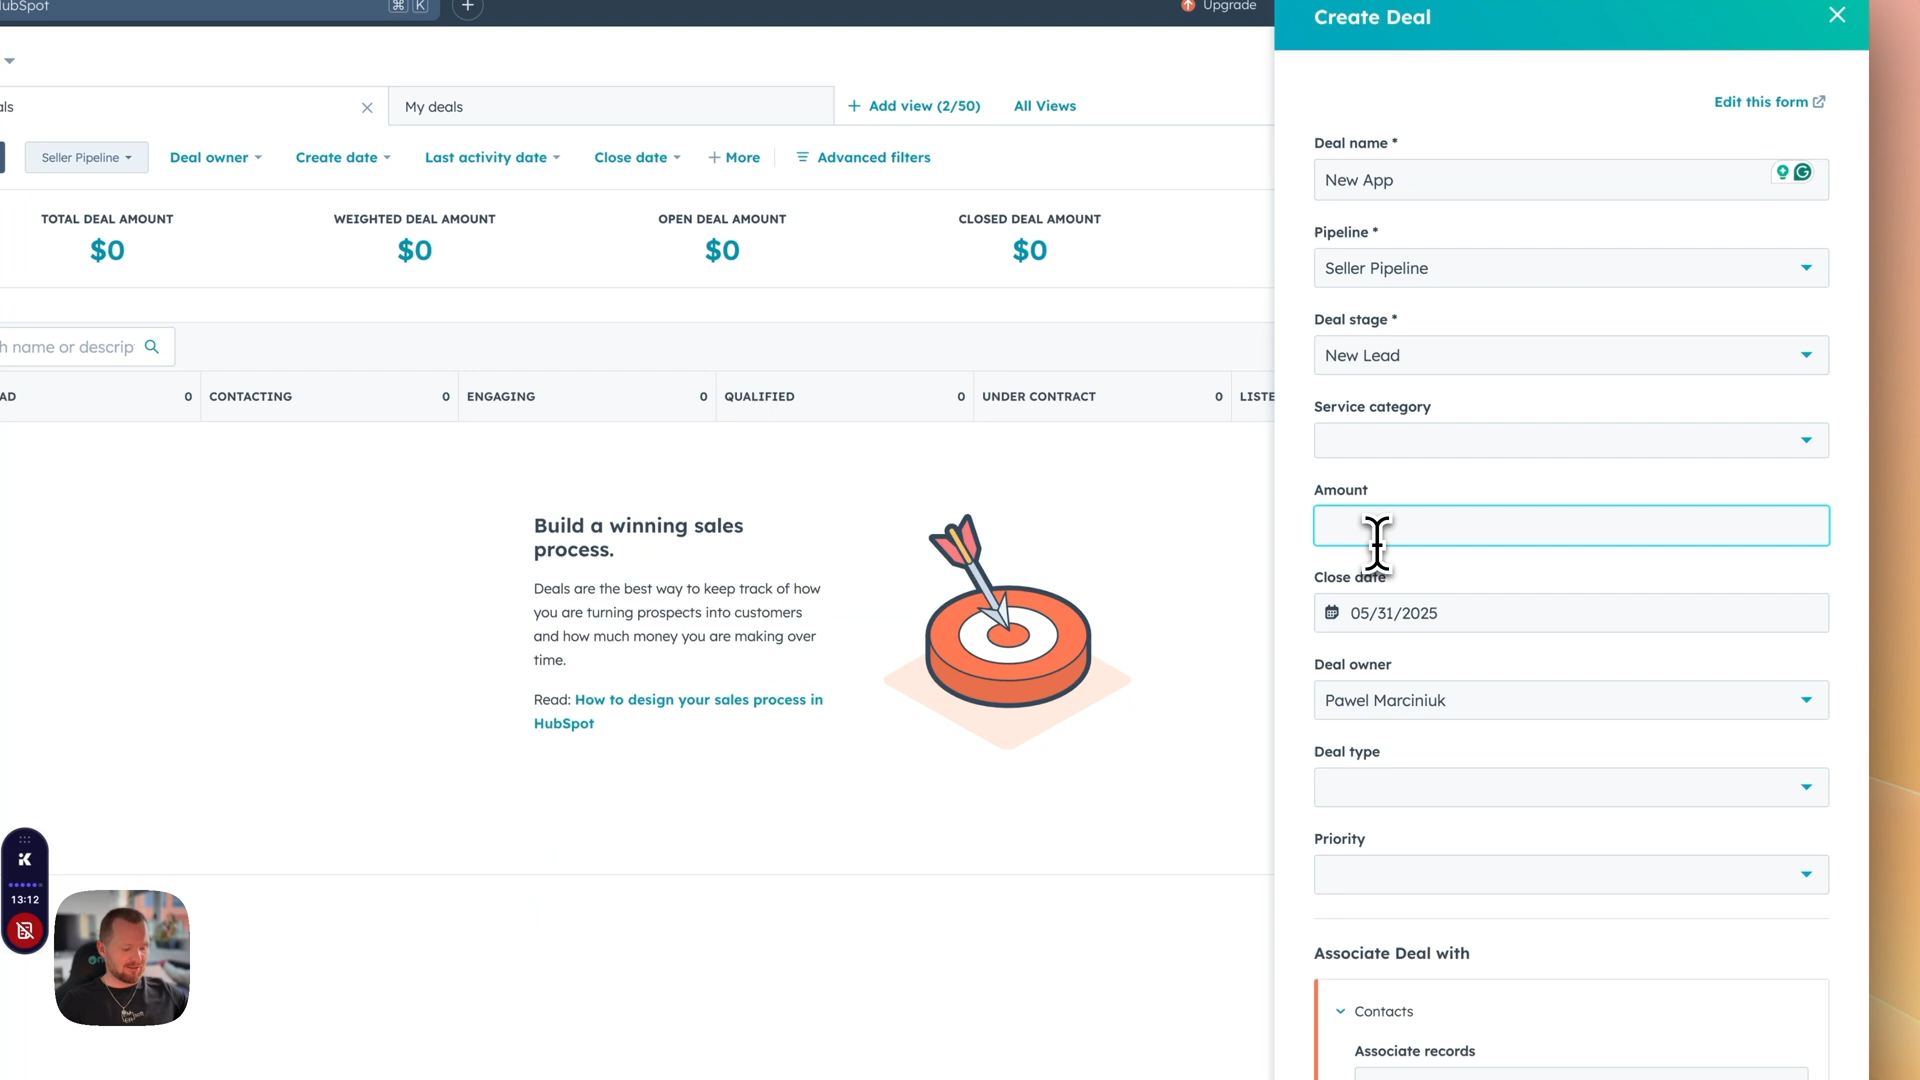 HubSpot
⌘ K
+
Upgrade
Create Deal
als
My deals
+ Add view (2/50)
All Views
Seller Pipeline
Deal owner
Create date
Last activity date
Close date
+ More
Advanced filters
TOTAL DEAL AMOUNT
$0
WEIGHTED DEAL AMOUNT
$0
OPEN DEAL AMOUNT
$0
CLOSED DEAL AMOUNT
$0
h name or descrip
AD 0
CONTACTING 0
ENGAGING 0
QUALIFIED 0
UNDER CONTRACT 0
LISTE
Build a winning sales
process.
Deals are the best way to keep track of how
you are turning prospects into customers
and how much money you are making over
time.
Read: How to design your sales process in
HubSpot
13:12
Edit this form
Deal name *
New App
Pipeline *
Seller Pipeline
Deal stage *
New Lead
Service category
Amount
Close date
05/31/2025
Deal owner
Pawel Marciniuk
Deal type
Priority
Associate Deal with
Contacts
Associate records